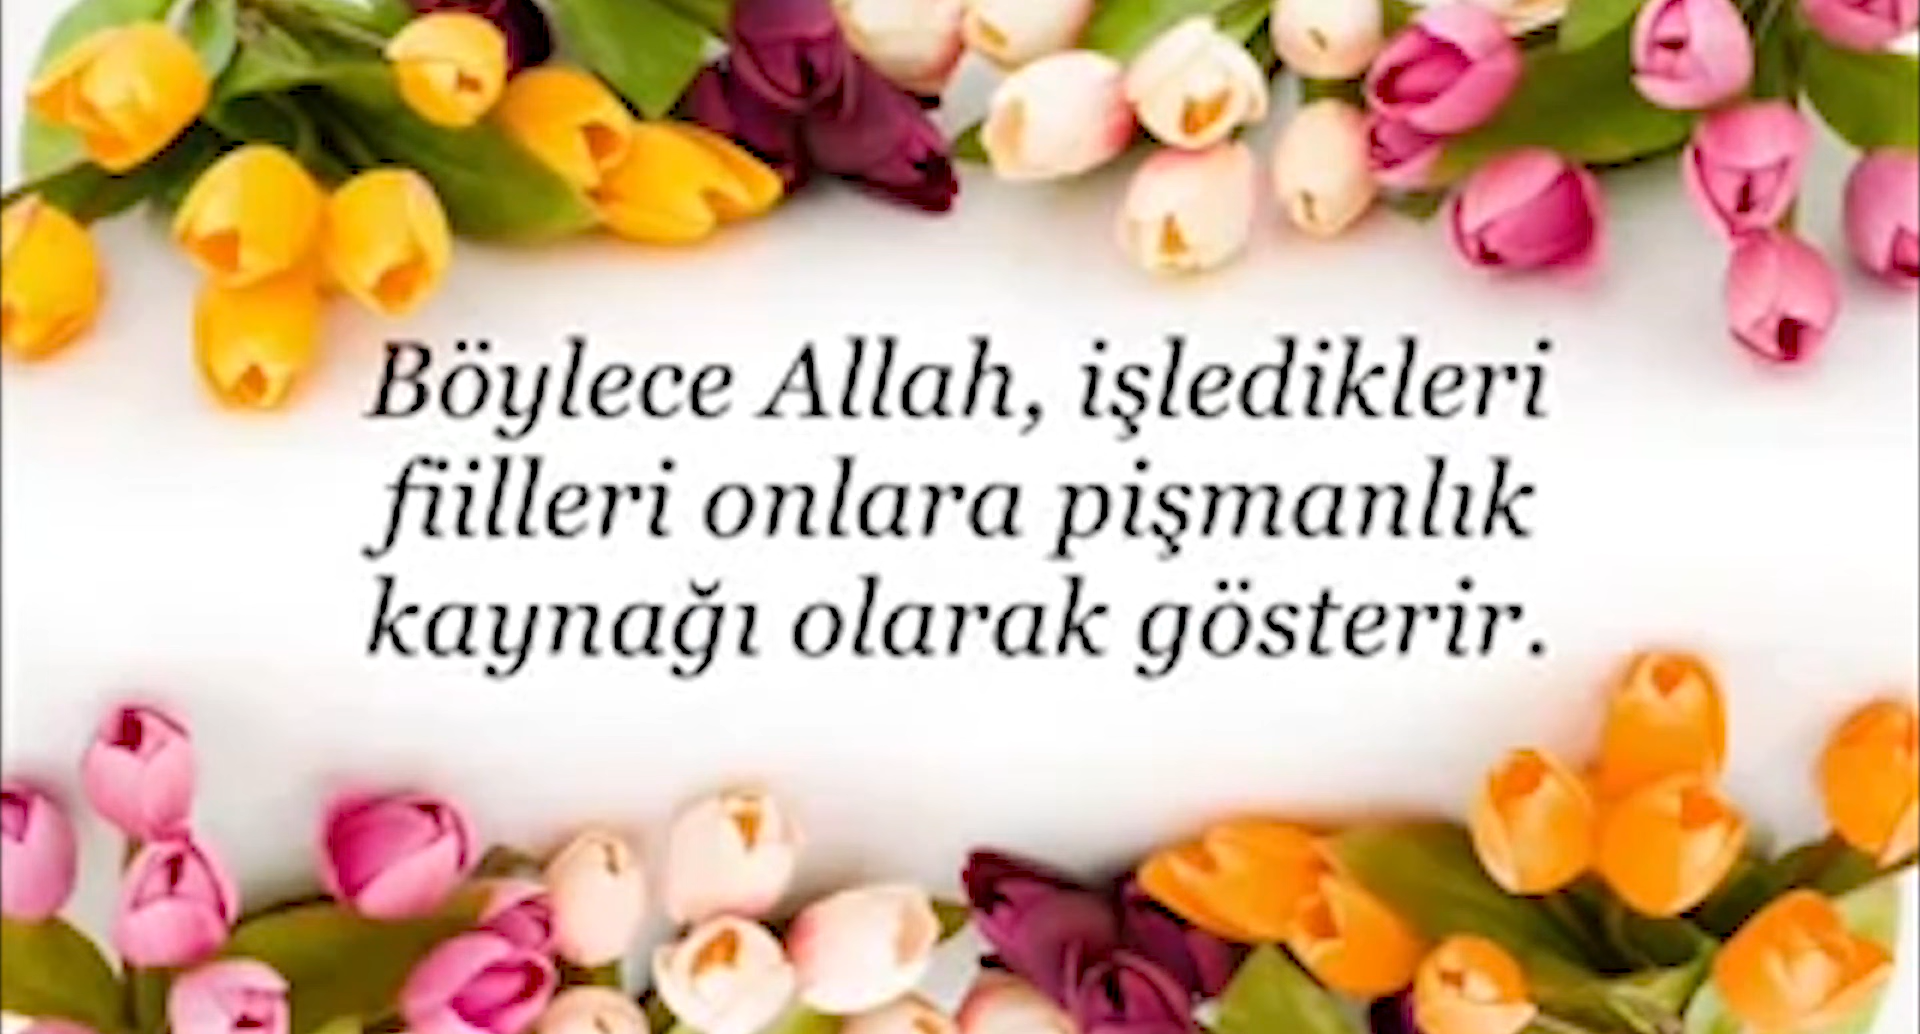 Böylece Allah, işledikleri
fiilleri onlara pişmanlık
kaynağı olarak gösterir.